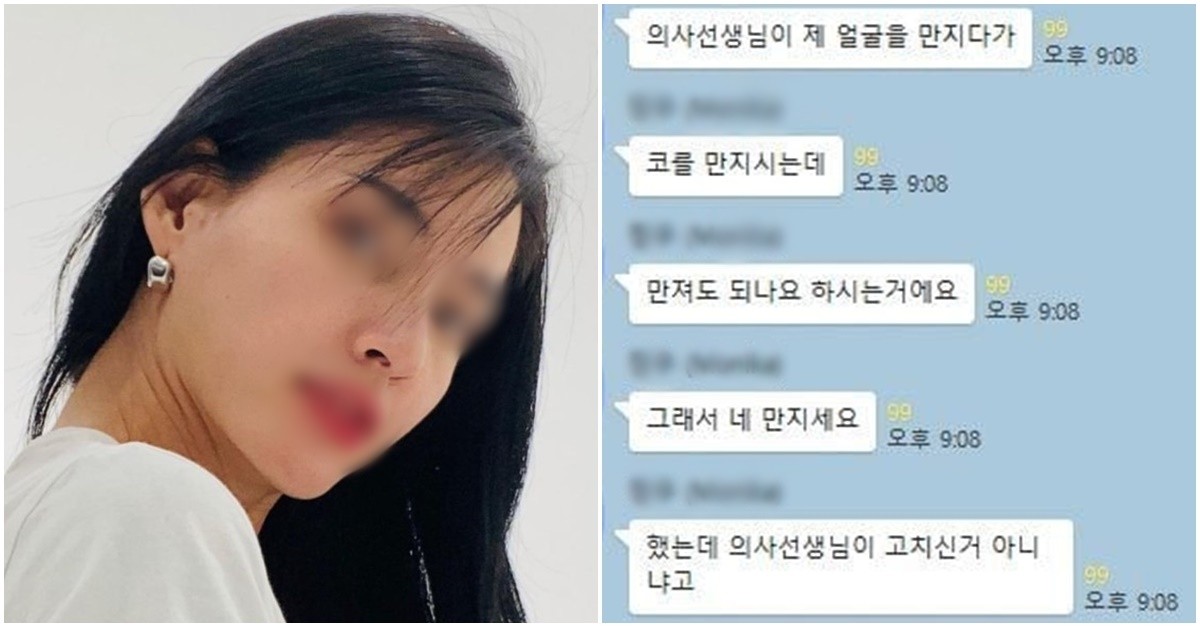 의사선생님이 제 얼굴을 만지다가
99
오후 9:08
코를 만지시는데
99
오후 9:08
만져도 되나요 하시는거에요
99
오후 9:08
그래서 네 만지세요
99
오후 9:08
했는데 의사선생님이 고치신거 아니
냐고
99
오후 9:08